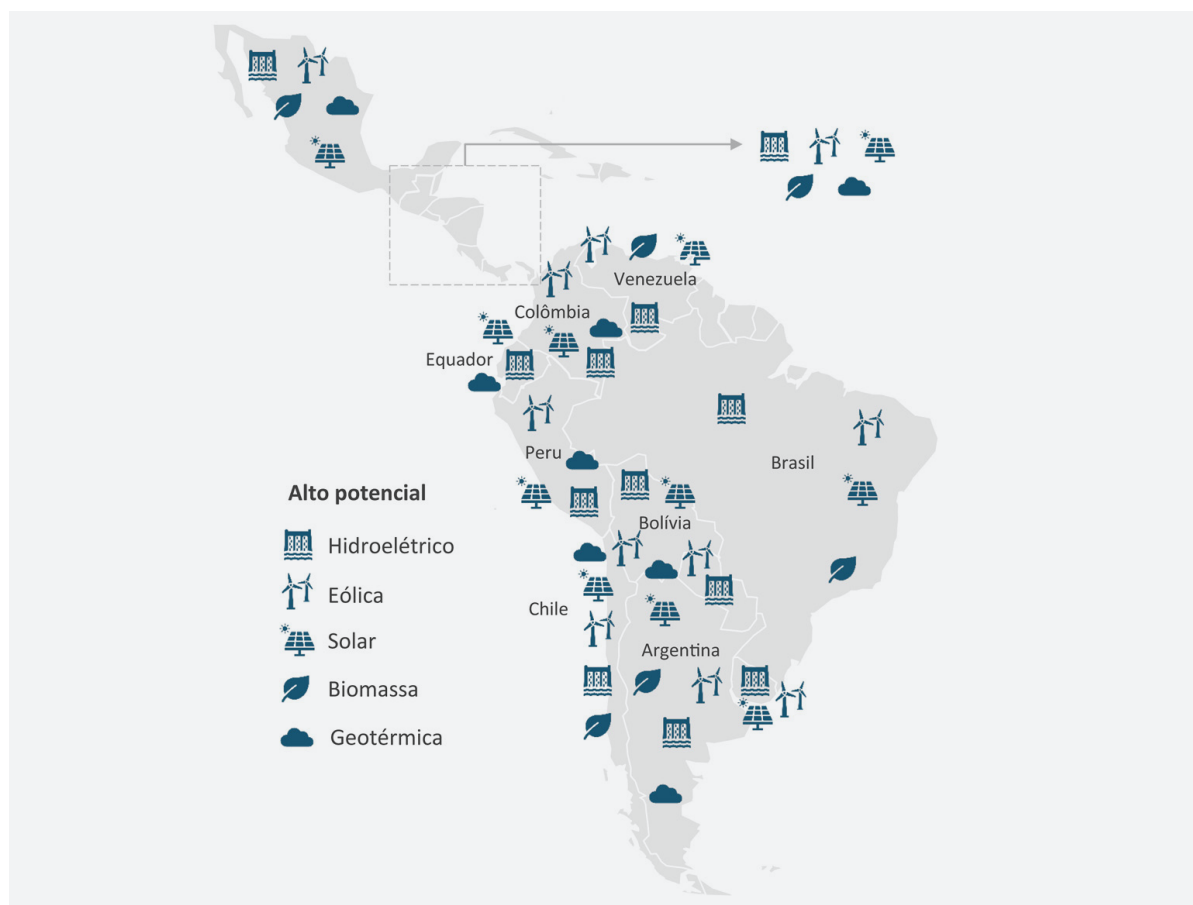 Venezuela
Colômbia
Equador
Peru
Brasil
Alto potencial
Bolívia
Hidroelétrico
Eólica
Chile
Solar
Argentina
Biomassa
Geotérmica